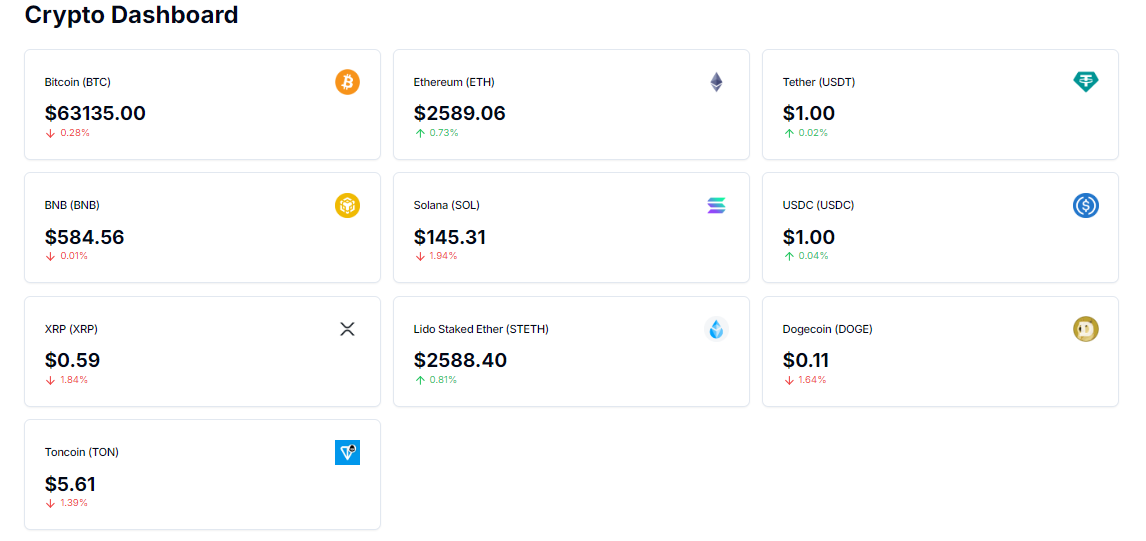 Crypto Dashboard
Bitcoin (BTC)
$63135.00
↓ 0.28%
Ethereum (ETH)
$2589.06
↑ 0.73%
Tether (USDT)
$1.00
↑ 0.02%
BNB (BNB)
$584.56
↓ 0.01%
Solana (SOL)
$145.31
↓ 1.94%
USDC (USDC)
$1.00
↑ 0.04%
XRP (XRP)
$0.59
↓ 1.84%
Lido Staked Ether (STETH)
$2588.40
↑ 0.81%
Dogecoin (DOGE)
$0.11
↓ 1.64%
Toncoin (TON)
$5.61
↓ 1.39%